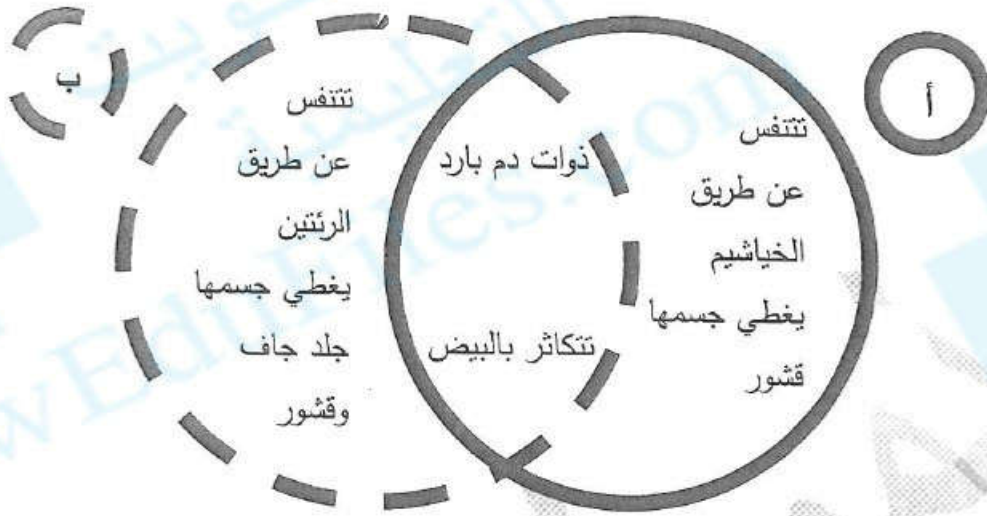 أ
تتنفس
عن طريق
الخياشيم
يغطي جسمها
قشور
ذوات دم بارد
تتكاثر بالبيض
ب
تتنفس
عن طريق
الرئتين
يغطي جسمها
جلد جاف
وقشور